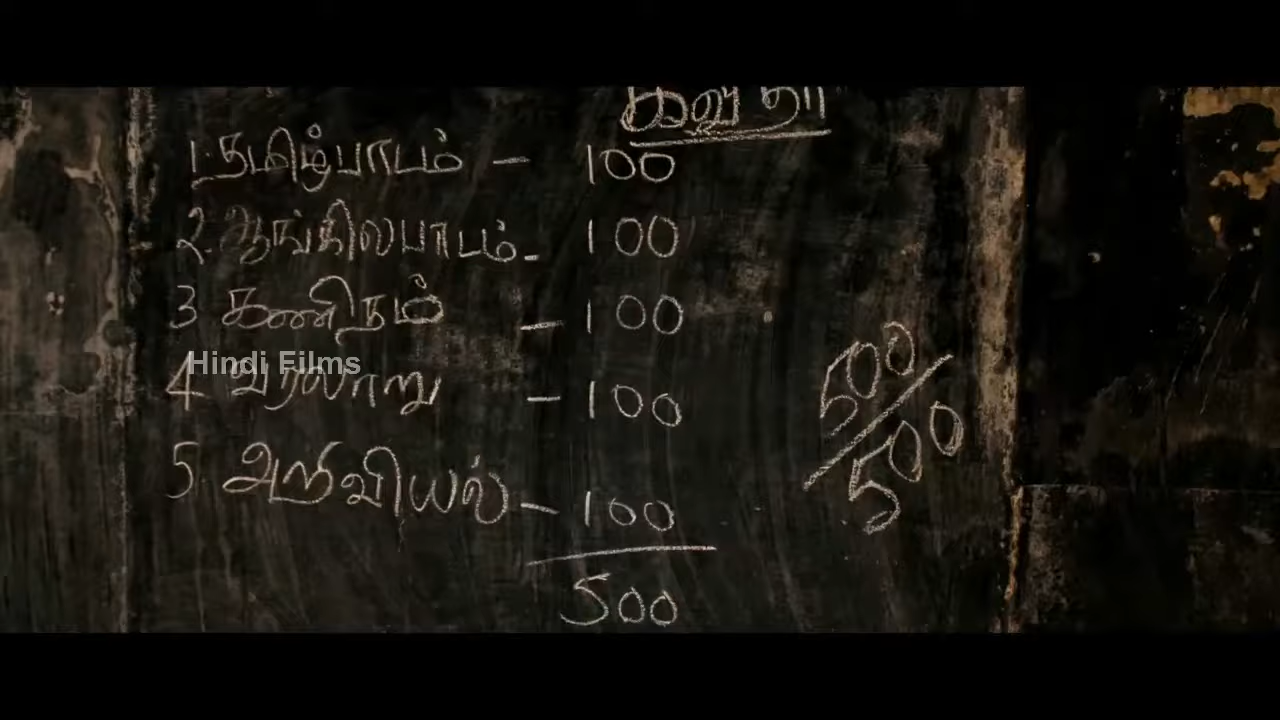 கவிதா
1. தமிழ்பாடம் - 100
2. ஆங்கிலபாடம் - 100
3 கணிதம் - 100
Hindi Films
4 வரலாறு - 100
5. அறிவியல் - 100
500
500/500